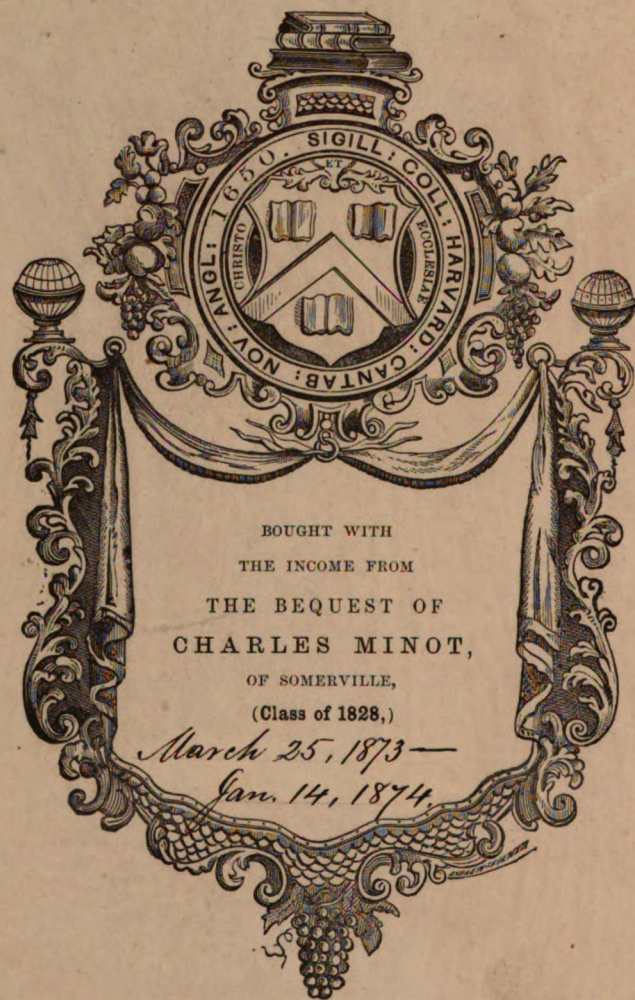 SIGILL: COLL: HARVARD: CANTAB: NOV: ANGL: 1650.
ET
CHRISTO
ECCLESIAE
BOUGHT WITH
THE INCOME FROM
THE BEQUEST OF
CHARLES MINOT,
OF SOMERVILLE,
(Class of 1828,)
March 25, 1873 —
Jan. 14, 1874.